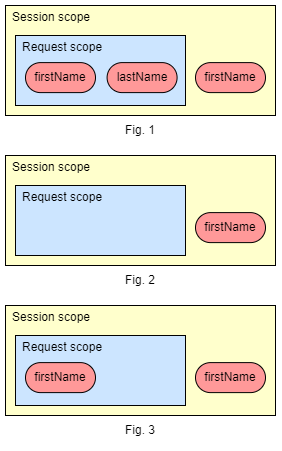 Session scope
Request scope
firstName lastName firstName
Fig. 1
Session scope
Request scope
firstName
Fig. 2
Session scope
Request scope
firstName firstName
Fig. 3